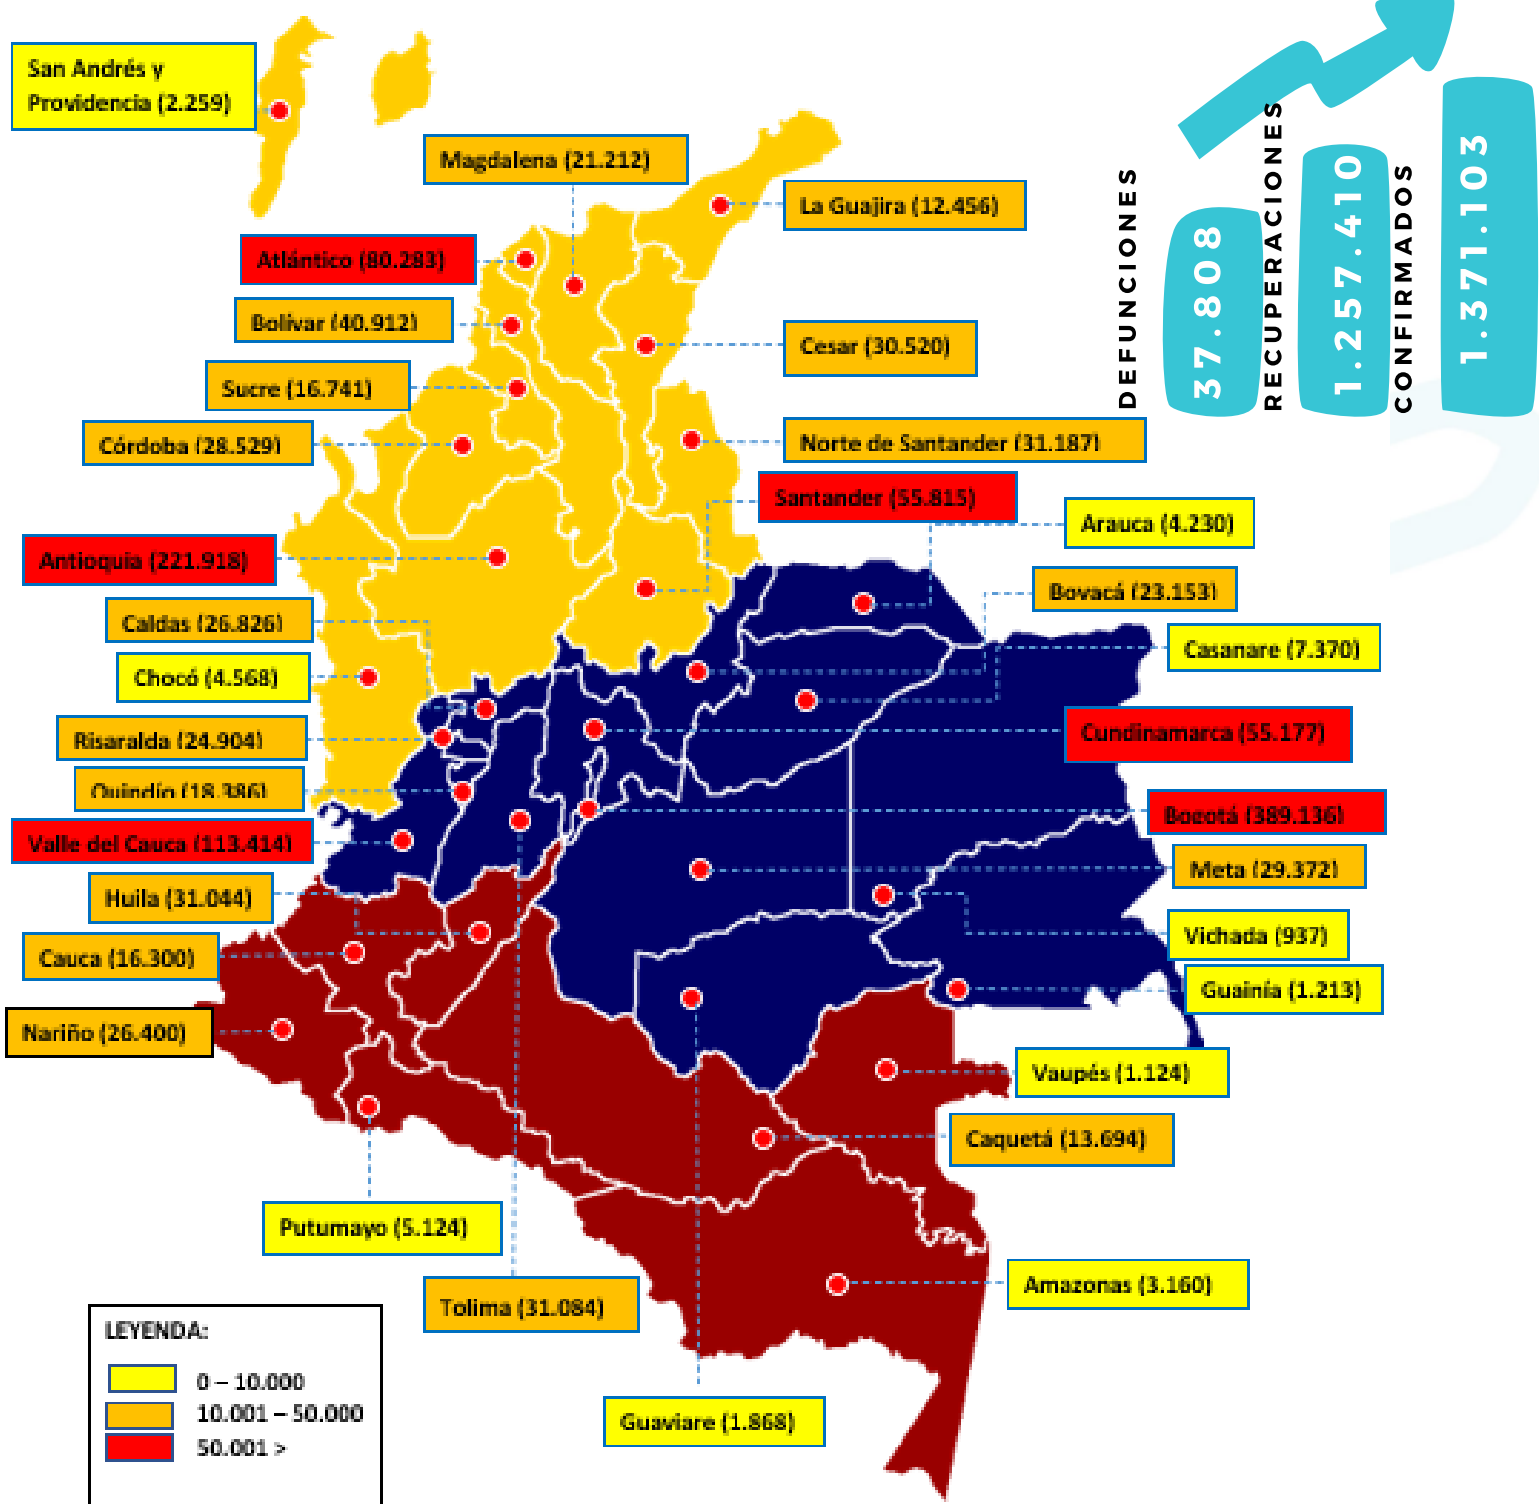 San Andrés y
Providencia (2.259)
Magdalena (21.212)
La Guajira (12.456)
Atlántico (80.283)
Bolívar (40.912)
Cesar (30.520)
Sucre (16.741)
Córdoba (28.529)
Norte de Santander (31.187)
Santander (55.815)
Arauca (4.230)
Antioquia (221.918)
Boyacá (23.153)
Caldas (26.826)
Casanare (7.370)
Chocó (4.568)
Risaralda (24.904)
Cundinamarca (55.177)
Quindío (18.386)
Bogotá (389.136)
Valle del Cauca (113.414)
Meta (29.372)
Huila (31.044)
Vichada (937)
Cauca (16.300)
Guainía (1.213)
Nariño (26.400)
Vaupés (1.124)
Caquetá (13.694)
Putumayo (5.124)
Amazonas (3.160)
Tolima (31.084)
Guaviare (1.868)
LEYENDA:
0 – 10.000
10.001 – 50.000
50.001 >
DEFUNCIONES
37.808
RECUPERACIONES
1.257.410
CONFIRMADOS
1.371.103